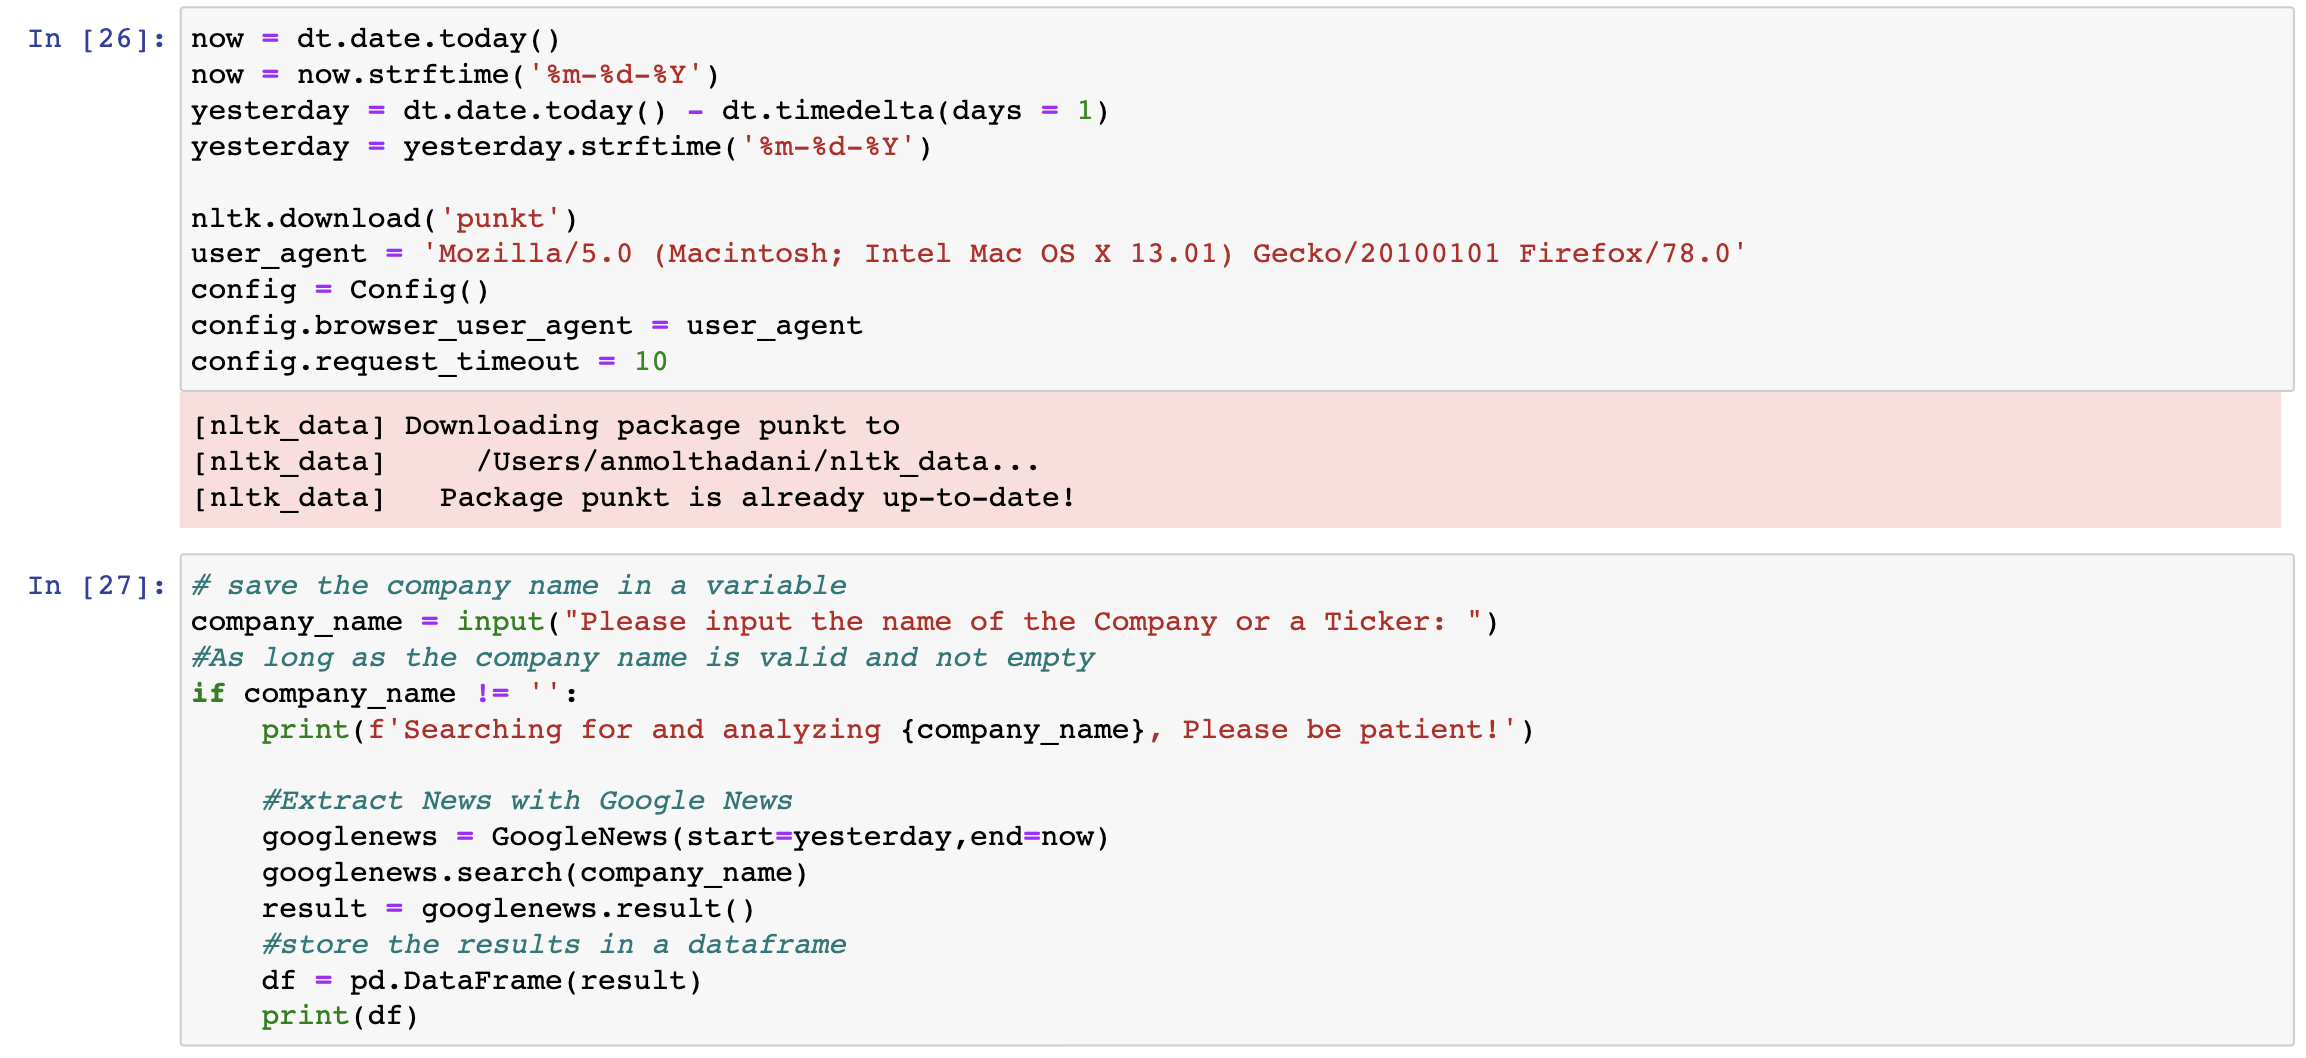 In [26]:
now = dt.date.today()
now = now.strftime('%m-%d-%Y')
yesterday = dt.date.today() - dt.timedelta(days = 1)
yesterday = yesterday.strftime('%m-%d-%Y')
nltk.download('punkt')
user_agent = 'Mozilla/5.0 (Macintosh; Intel Mac OS X 13.01) Gecko/20100101 Firefox/78.0'
config = Config()
config.browser_user_agent = user_agent
config.request_timeout = 10
[nltk_data] Downloading package punkt to
[nltk_data]     /Users/anmolthadani/nltk_data...
[nltk_data]   Package punkt is already up-to-date!
In [27]:
# save the company name in a variable
company_name = input("Please input the name of the Company or a Ticker: ")
#As long as the company name is valid and not empty
if company_name != '':
    print(f'Searching for and analyzing {company_name}, Please be patient!')
    #Extract News with Google News
    googlenews = GoogleNews(start=yesterday,end=now)
    googlenews.search(company_name)
    result = googlenews.result()
    #store the results in a dataframe
    df = pd.DataFrame(result)
    print(df)